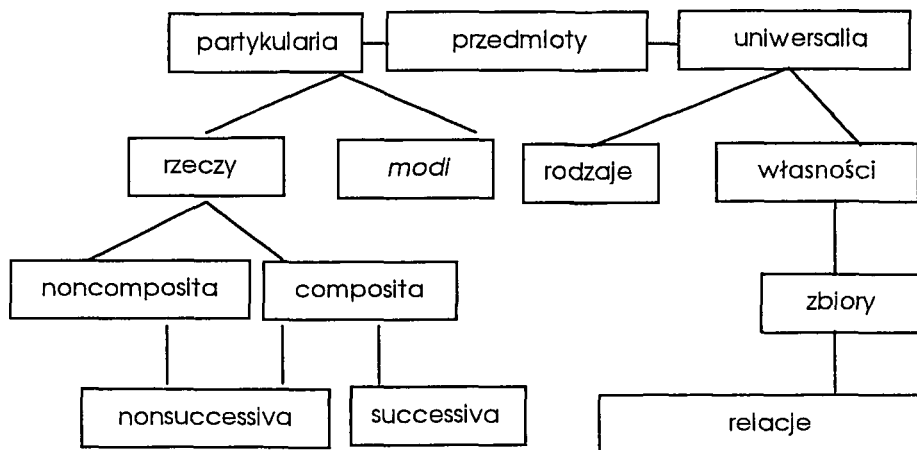 partykularia
przedmioty
uniwersalia
rzeczy
modi
rodzaje
własności
noncomposita
composita
zbiory
nonsuccessiva
successiva
relacje